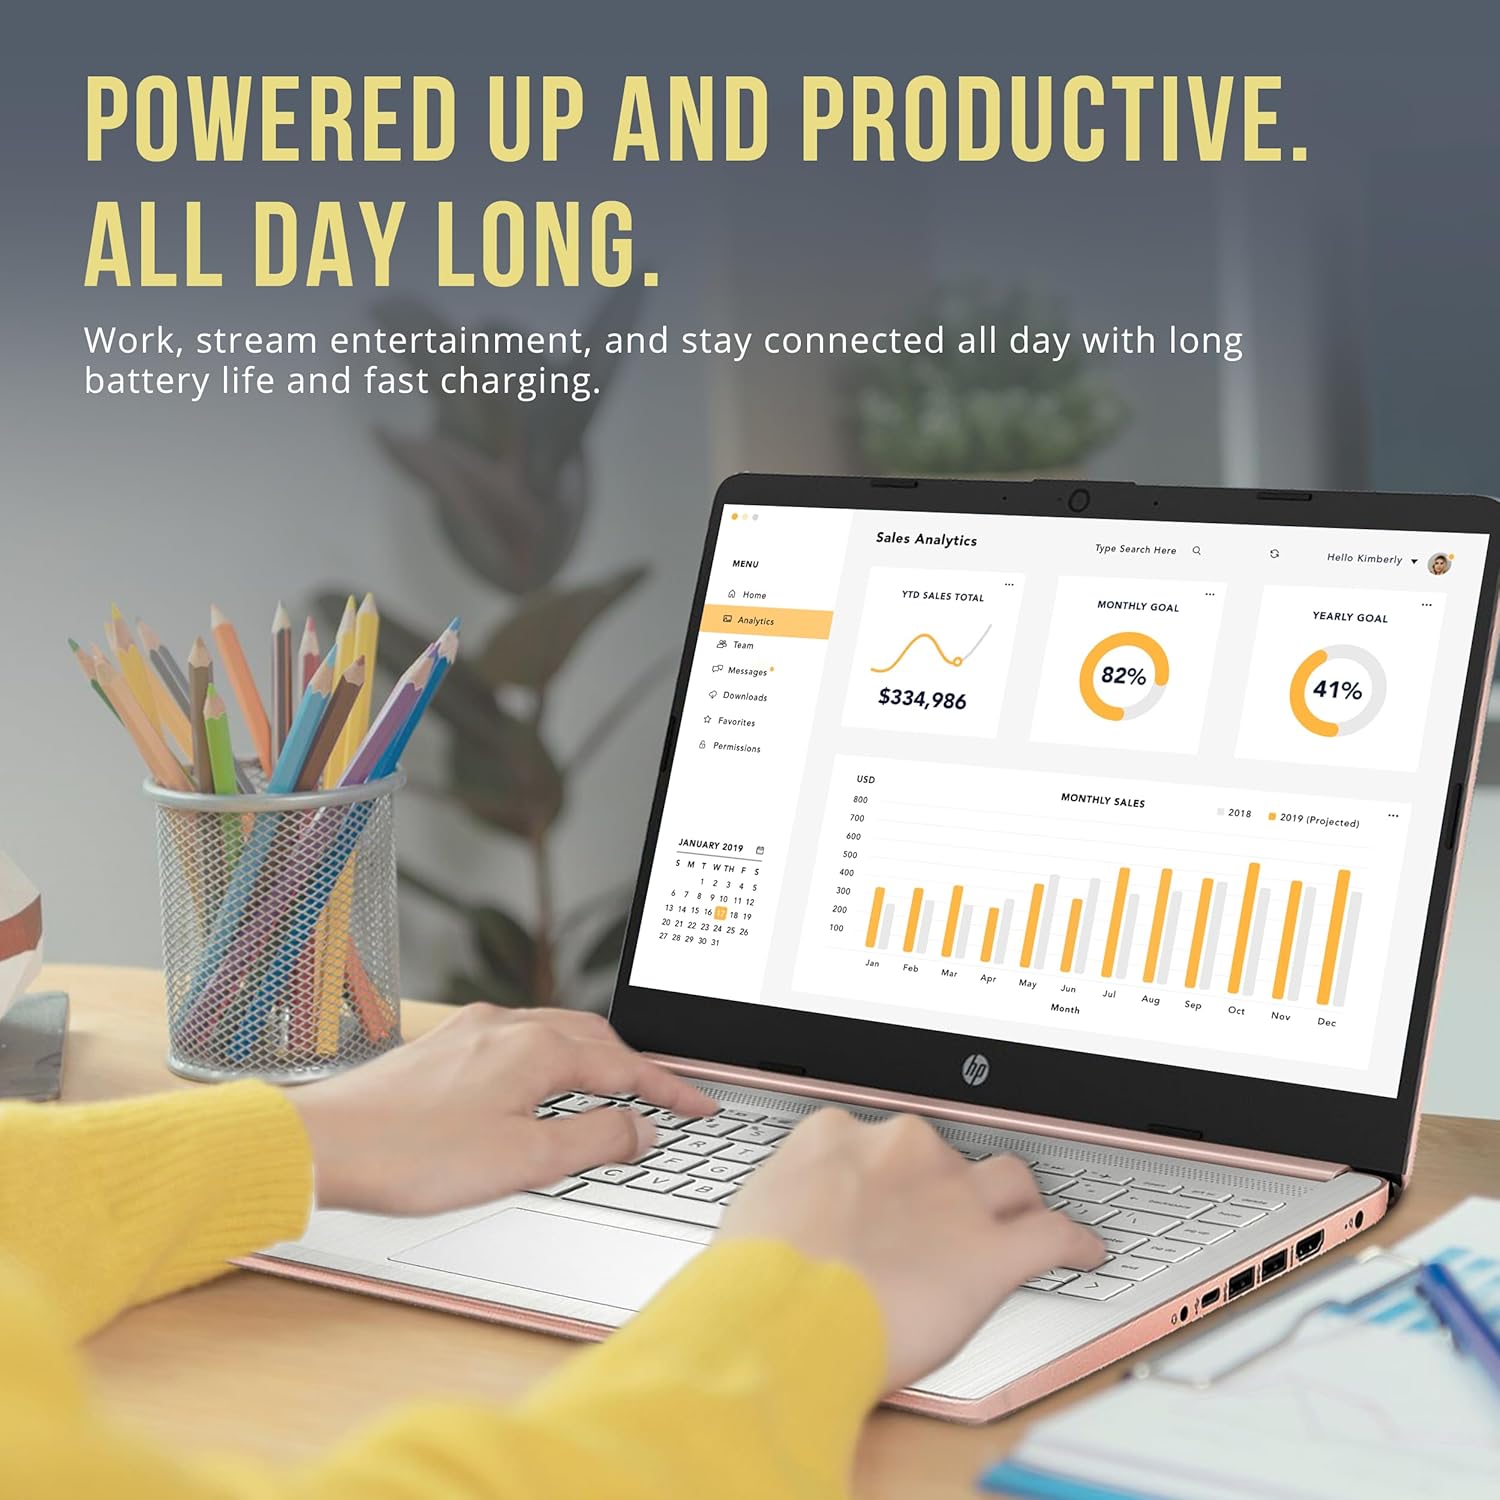 POWERED UP AND PRODUCTIVE.
ALL DAY LONG.
Work, stream entertainment, and stay connected all day with long
battery life and fast charging.
Sales Analytics
Type Search Here
Hello Kimberly
MENU
Home
Analytics
Team
Messages
Downloads
Favorites
Permissions
YTD SALES TOTAL
$334,986
MONTHLY GOAL
82%
YEARLY GOAL
41%
JANUARY 2019
S M T W TH F S
1 2 3 4 5
6 7 8 9 10 11 12
13 14 15 16 17 18 19
20 21 22 23 24 25 26
27 28 29 30 31
USD
MONTHLY SALES
2018
2019 (Projected)
800
700
600
500
400
300
200
100
Jan Feb Mar Apr May Jun Jul Aug Sep Oct Nov Dec
Month
hp
4 5
R T
F G
C V B